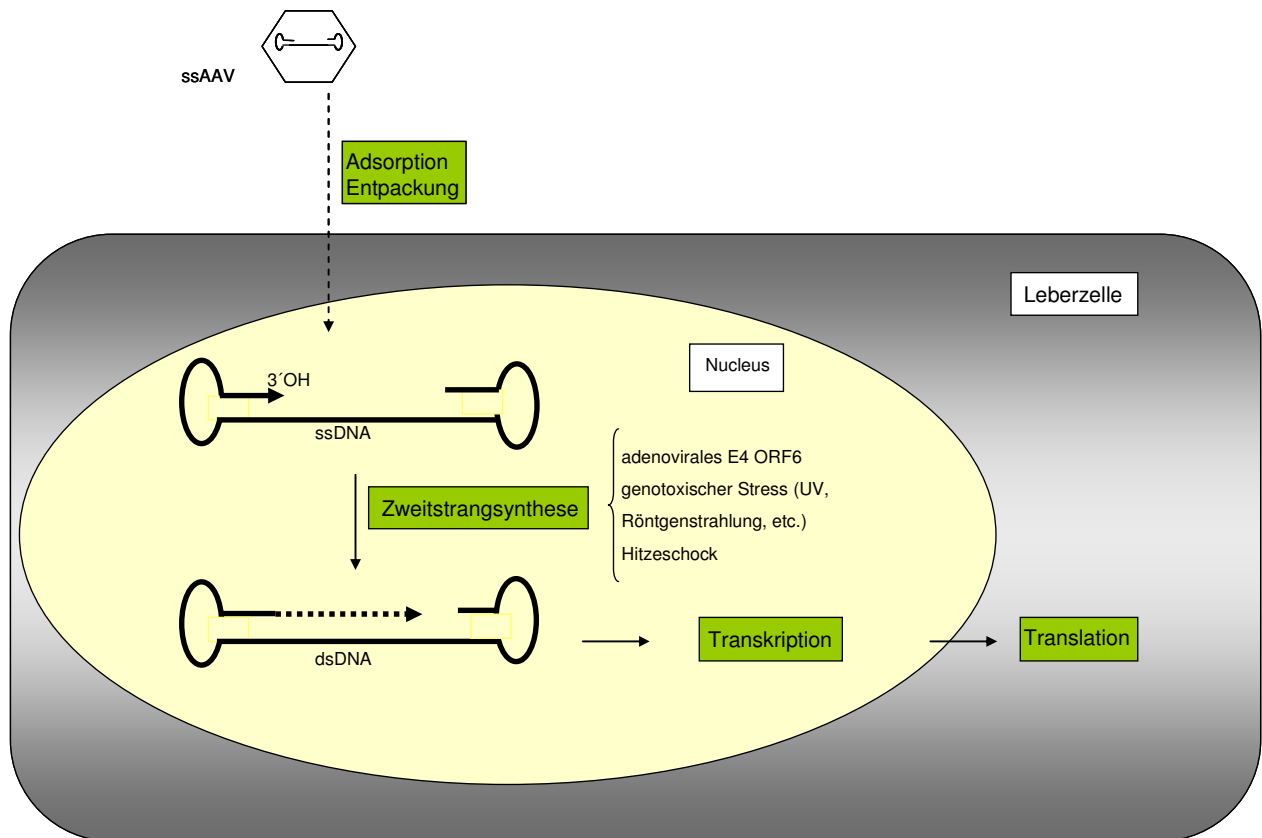 ssAAV
Adsorption
Entpackung
Leberzelle
Nucleus
3´OH
ssDNA
adenovirales E4 ORF6
genotoxischer Stress (UV,
Röntgenstrahlung, etc.)
Hitzeschock
Zweitstrangsynthese
dsDNA
Transkription
Translation